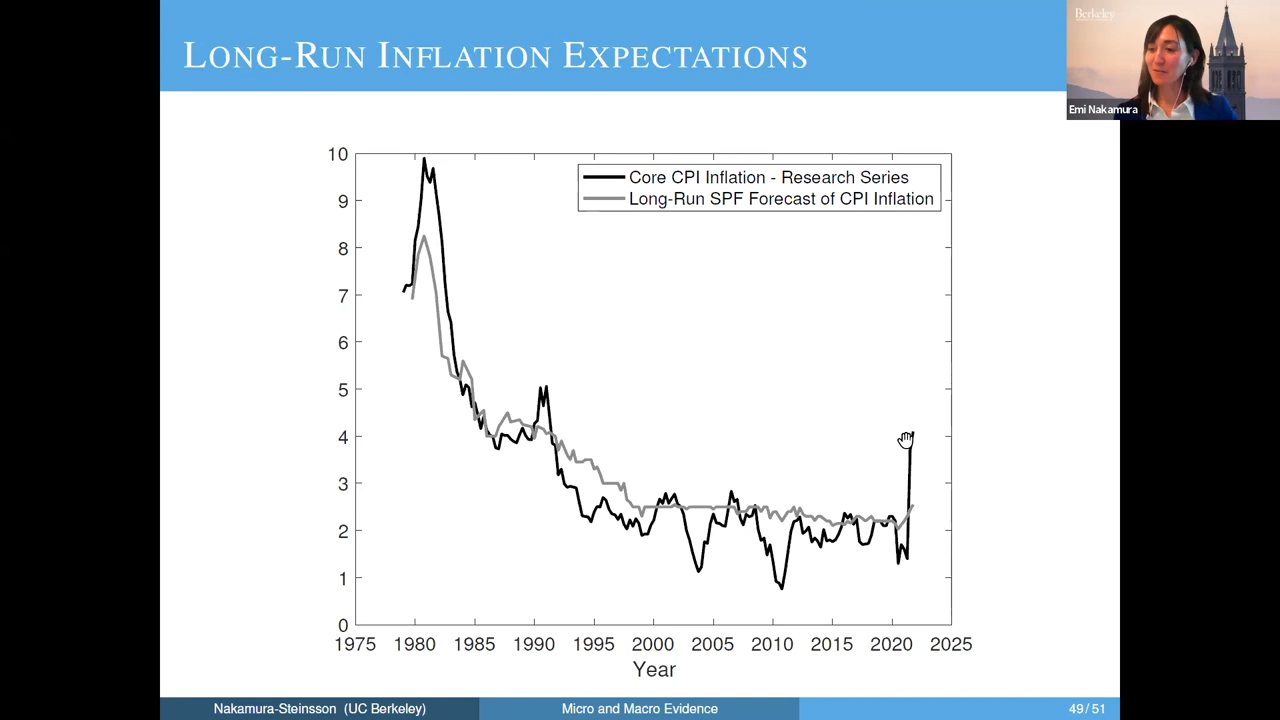 LONG-RUN INFLATION EXPECTATIONS
Berkeley
Emi Nakamura
10
9
8
7
6
5
4
3
2
1
0
Core CPI Inflation - Research Series
Long-Run SPF Forecast of CPI Inflation
1975 1980 1985 1990 1995 2000 2005 2010 2015 2020 2025
Year
Nakamura-Steinsson (UC Berkeley) Micro and Macro Evidence 49/51